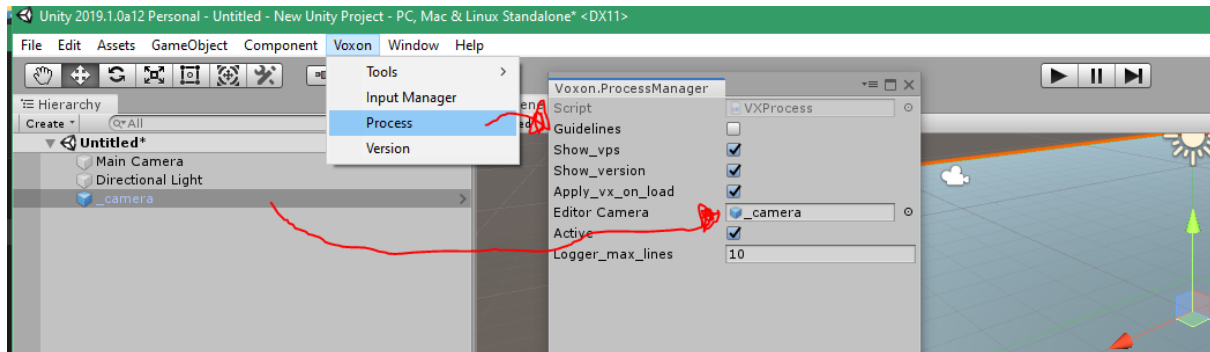 Unity 2019.1.0a12 Personal - Untitled - New Unity Project - PC, Mac & Linux Standalone* <DX11>
File Edit Assets GameObject Component Voxon Window Help
Tools
Input Manager
Process
Version
Hierarchy
Create All
Untitled*
Main Camera
Directional Light
_camera
Voxon.ProcessManager
Script VXProcess
Guidelines
Show_vps
Show_version
Apply_vx_on_load
Editor Camera _camera
Active
Logger_max_lines 10